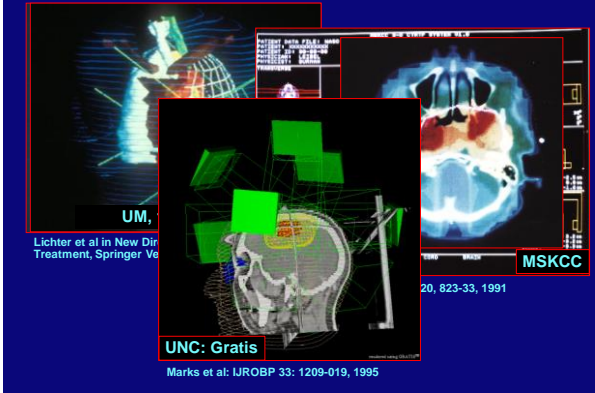 UM,
Lichter et al in New Dir
Treatment, Springer Ve
TRANSVERSE
MSKCC
20, 823-33, 1991
UNC: Gratis
Marks et al: IJROBP 33: 1209-019, 1995